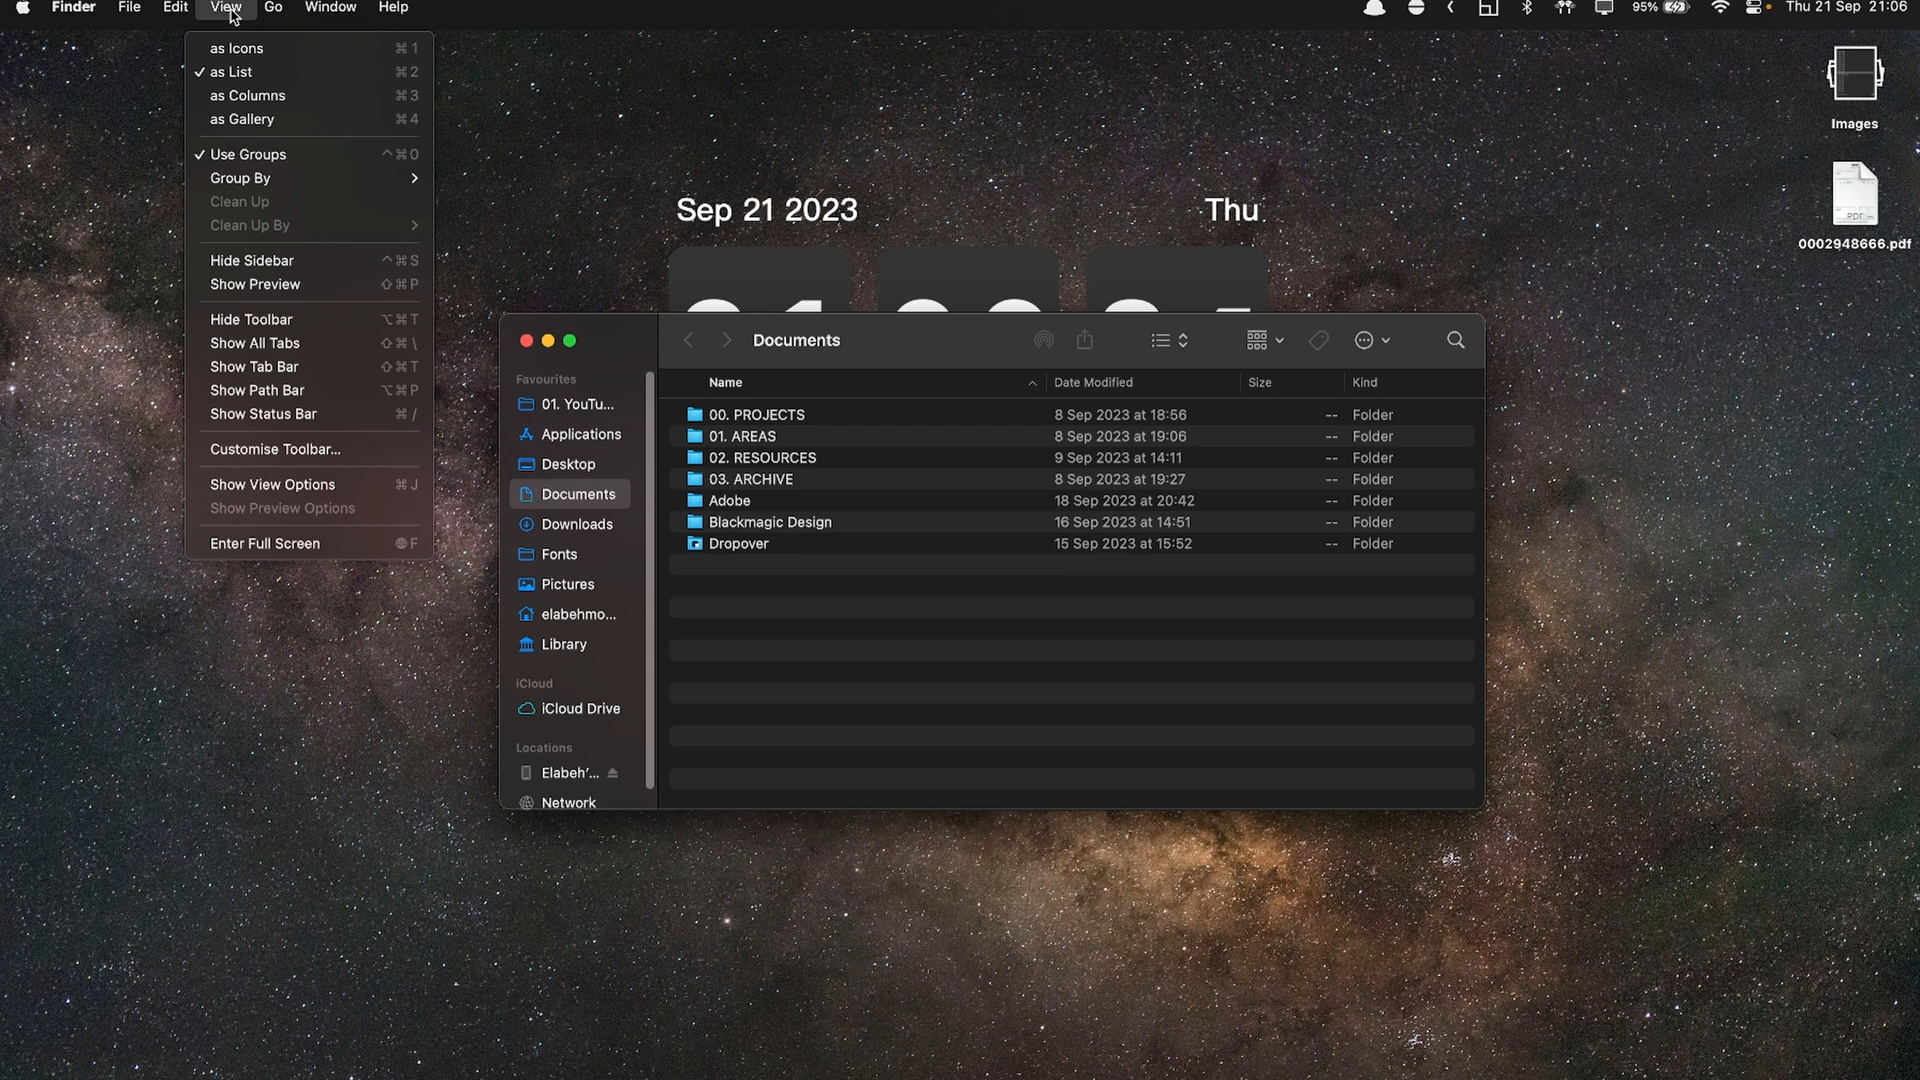 Finder File Edit View Go Window Help
95% Thu 21 Sep 21:06
as Icons ⌘ 1
✓ as List ⌘ 2
as Columns ⌘ 3
as Gallery ⌘ 4
✓ Use Groups ^ ⌘ 0
Group By >
Clean Up
Clean Up By >
Hide Sidebar ^ ⌘ S
Show Preview ⇧ ⌘ P
Hide Toolbar ⌥ ⌘ T
Show All Tabs ⇧ ⌘ \
Show Tab Bar ⇧ ⌘ T
Show Path Bar ⌥ ⌘ P
Show Status Bar ⌘ /
Customise Toolbar...
Show View Options ⌘ J
Show Preview Options
Enter Full Screen F
Images
PDF
0002948666.pdf
Sep 21 2023 Thu
Documents
Favourites
01. YouTu...
Applications
Desktop
Documents
Downloads
Fonts
Pictures
elabehmo...
Library
iCloud
iCloud Drive
Locations
Elabeh'...
Network
Name Date Modified Size Kind
00. PROJECTS 8 Sep 2023 at 18:56 -- Folder
01. AREAS 8 Sep 2023 at 19:06 -- Folder
02. RESOURCES 9 Sep 2023 at 14:11 -- Folder
03. ARCHIVE 8 Sep 2023 at 19:27 -- Folder
Adobe 18 Sep 2023 at 20:42 -- Folder
Blackmagic Design 16 Sep 2023 at 14:51 -- Folder
Dropover 15 Sep 2023 at 15:52 -- Folder